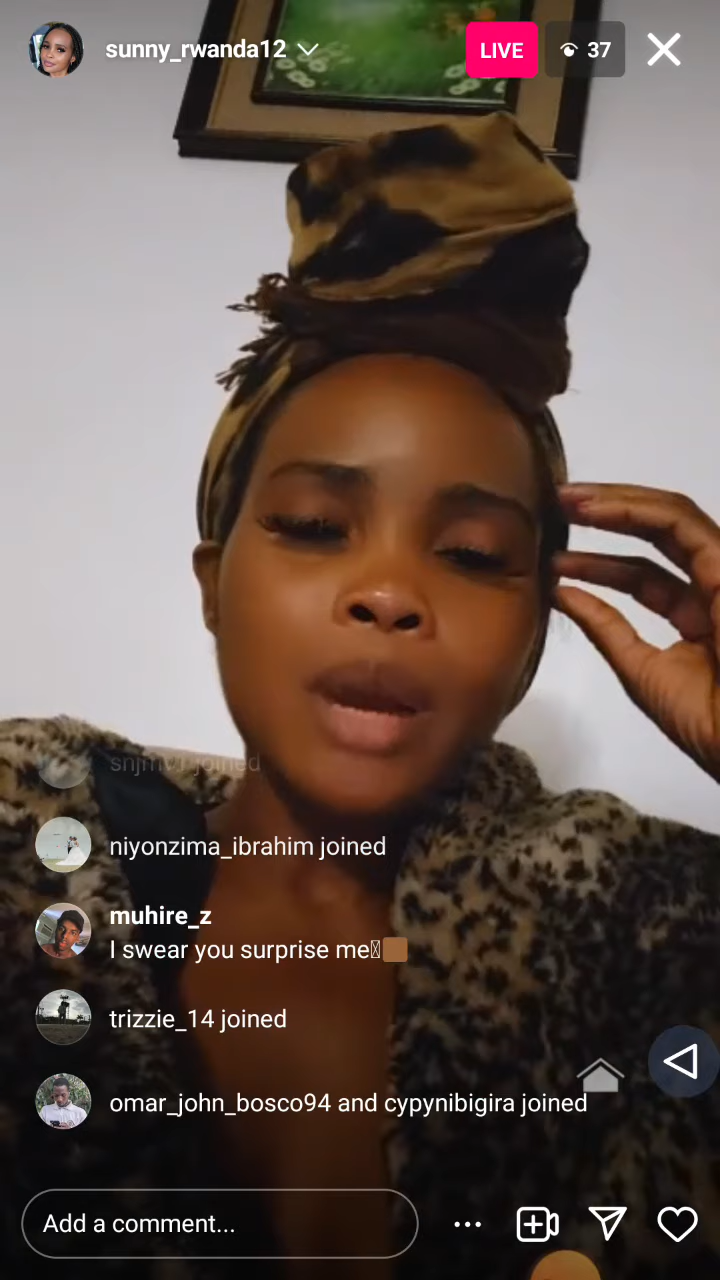 sunny_rwanda12
LIVE
37
niyonzima_ibrahim joined
muhire_z
I swear you surprise me
trizzie_14 joined
omar_john_bosco94 and cypynibigira joined
Add a comment...